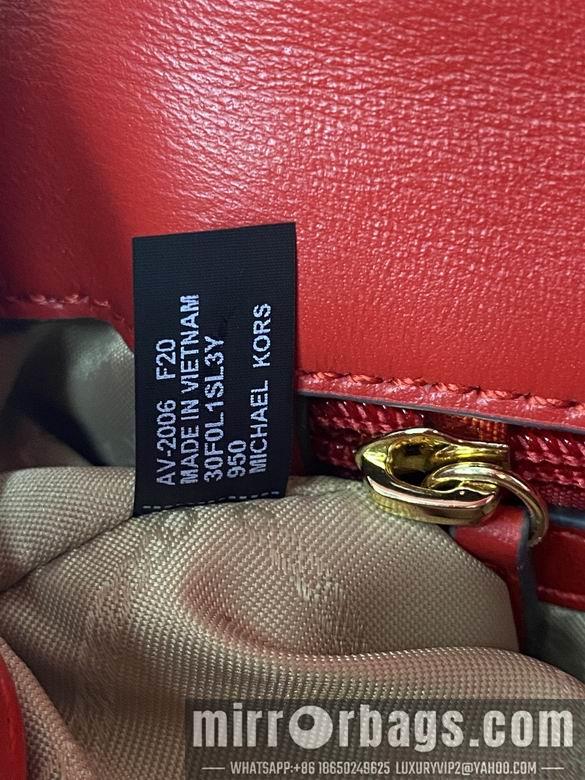 AV-2006 F20
MADE IN VIETNAM
30F0L1SL3Y
950
MICHAEL KORS
mirrorbags.com
WHATSAPP:+86 18650249625 LUXURYVIP2@YAHOO.COM